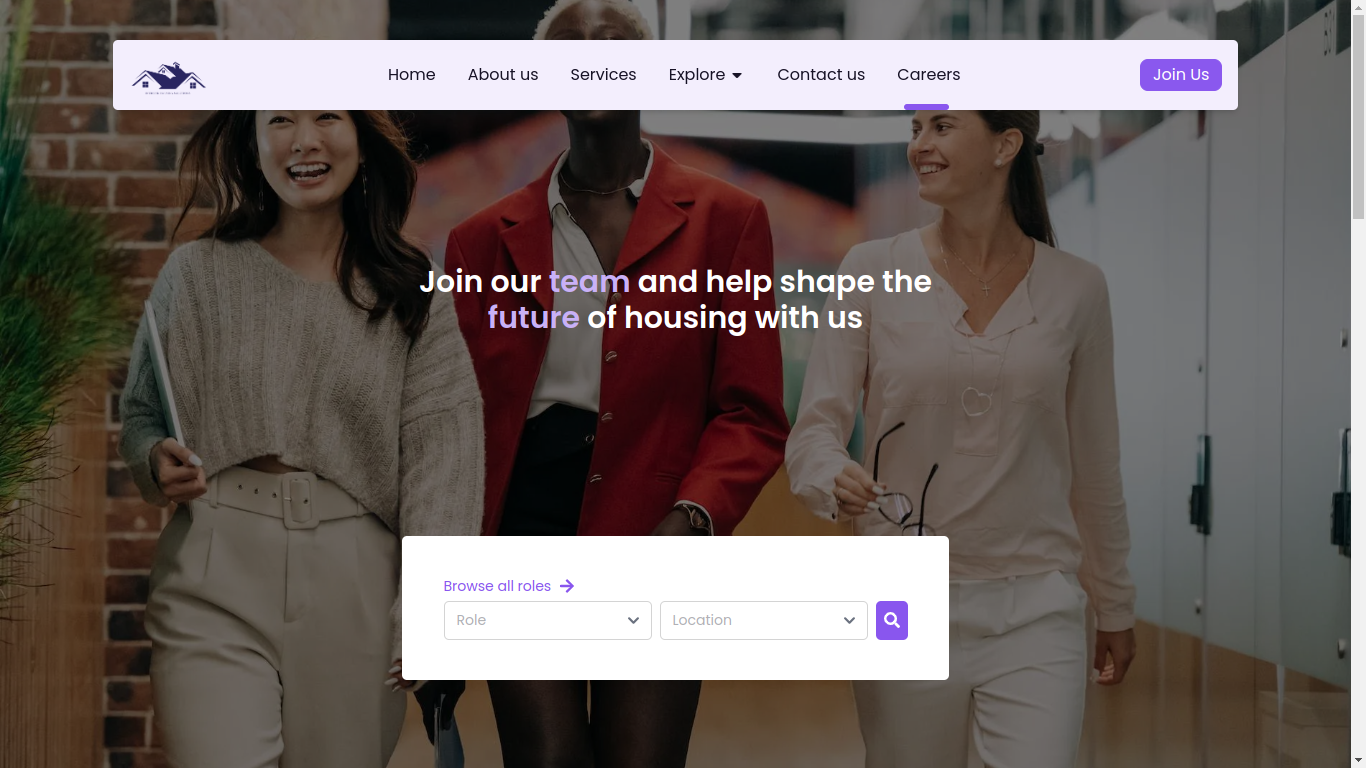 Home About us Services Explore Contact us Careers Join Us
Join our team and help shape the
future of housing with us
Browse all roles
Role Location